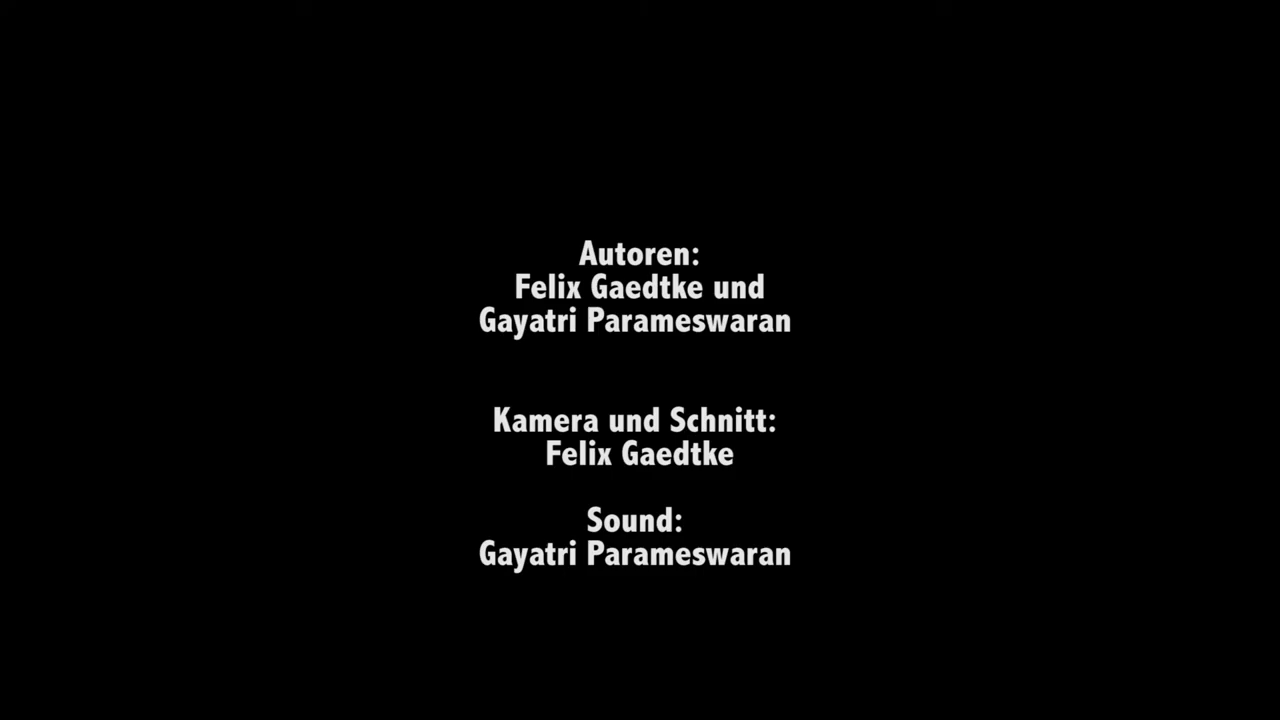 Autoren:
Felix Gaedtke und
Gayatri Parameswaran
Kamera und Schnitt:
Felix Gaedtke
Sound:
Gayatri Parameswaran